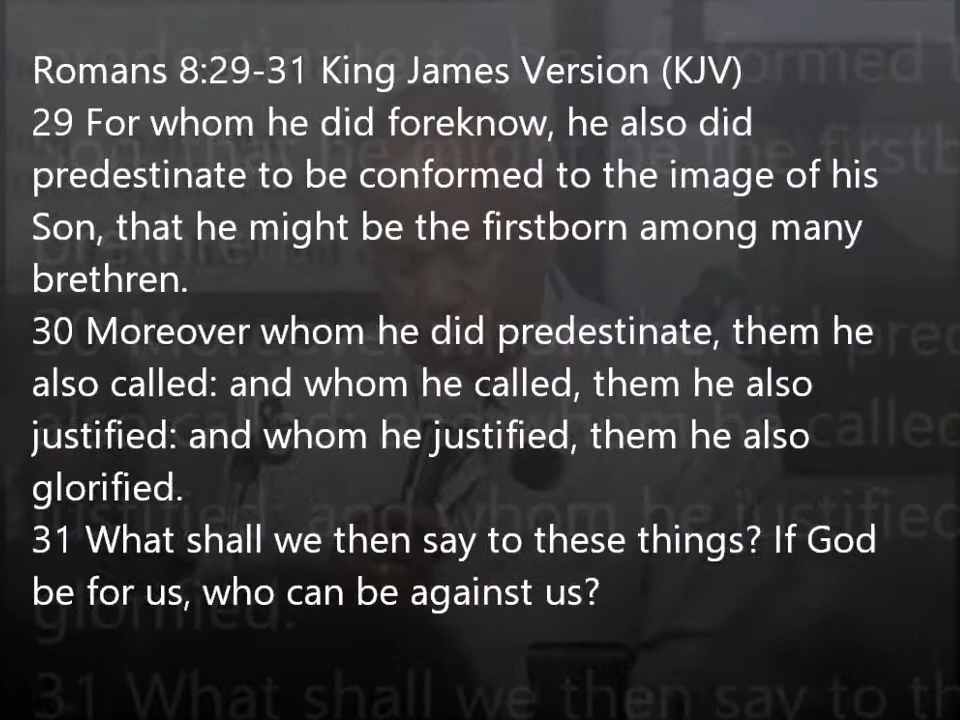 Romans 8:29-31 King James Version (KJV)
29 For whom he did foreknow, he also did
predestinate to be conformed to the image of his
Son, that he might be the firstborn among many
brethren.
30 Moreover whom he did predestinate, them he
also called: and whom he called, them he also
justified: and whom he justified, them he also
glorified.
31 What shall we then say to these things? If God
be for us, who can be against us?